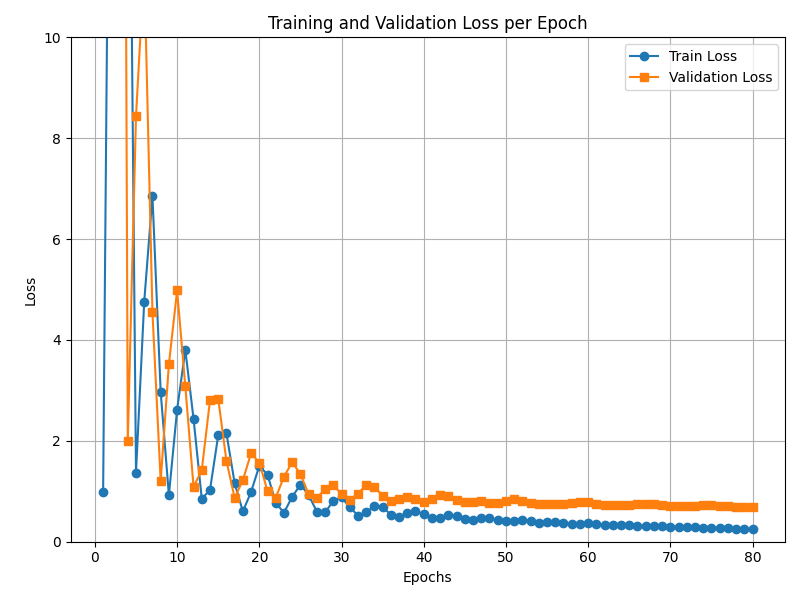 Training and Validation Loss per Epoch
Train Loss
Validation Loss
Loss
10
8
6
4
2
0
0 10 20 30 40 50 60 70 80
Epochs